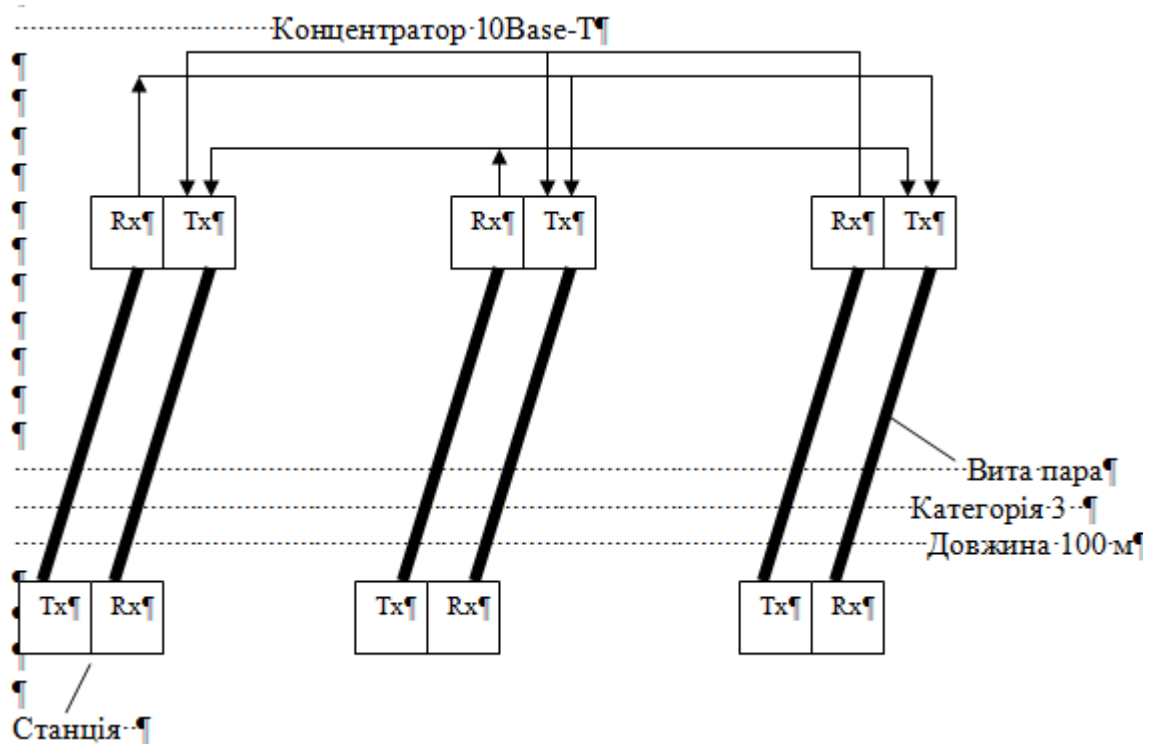 Концентратор 10Base-T¶
Rx¶ Tx¶ Rx¶ Tx¶ Rx¶ Tx¶
Вита пара¶
Категорія 3 ¶
Довжина 100 м¶
Tx¶ Rx¶ Tx¶ Rx¶ Tx¶ Rx¶
Станція ¶